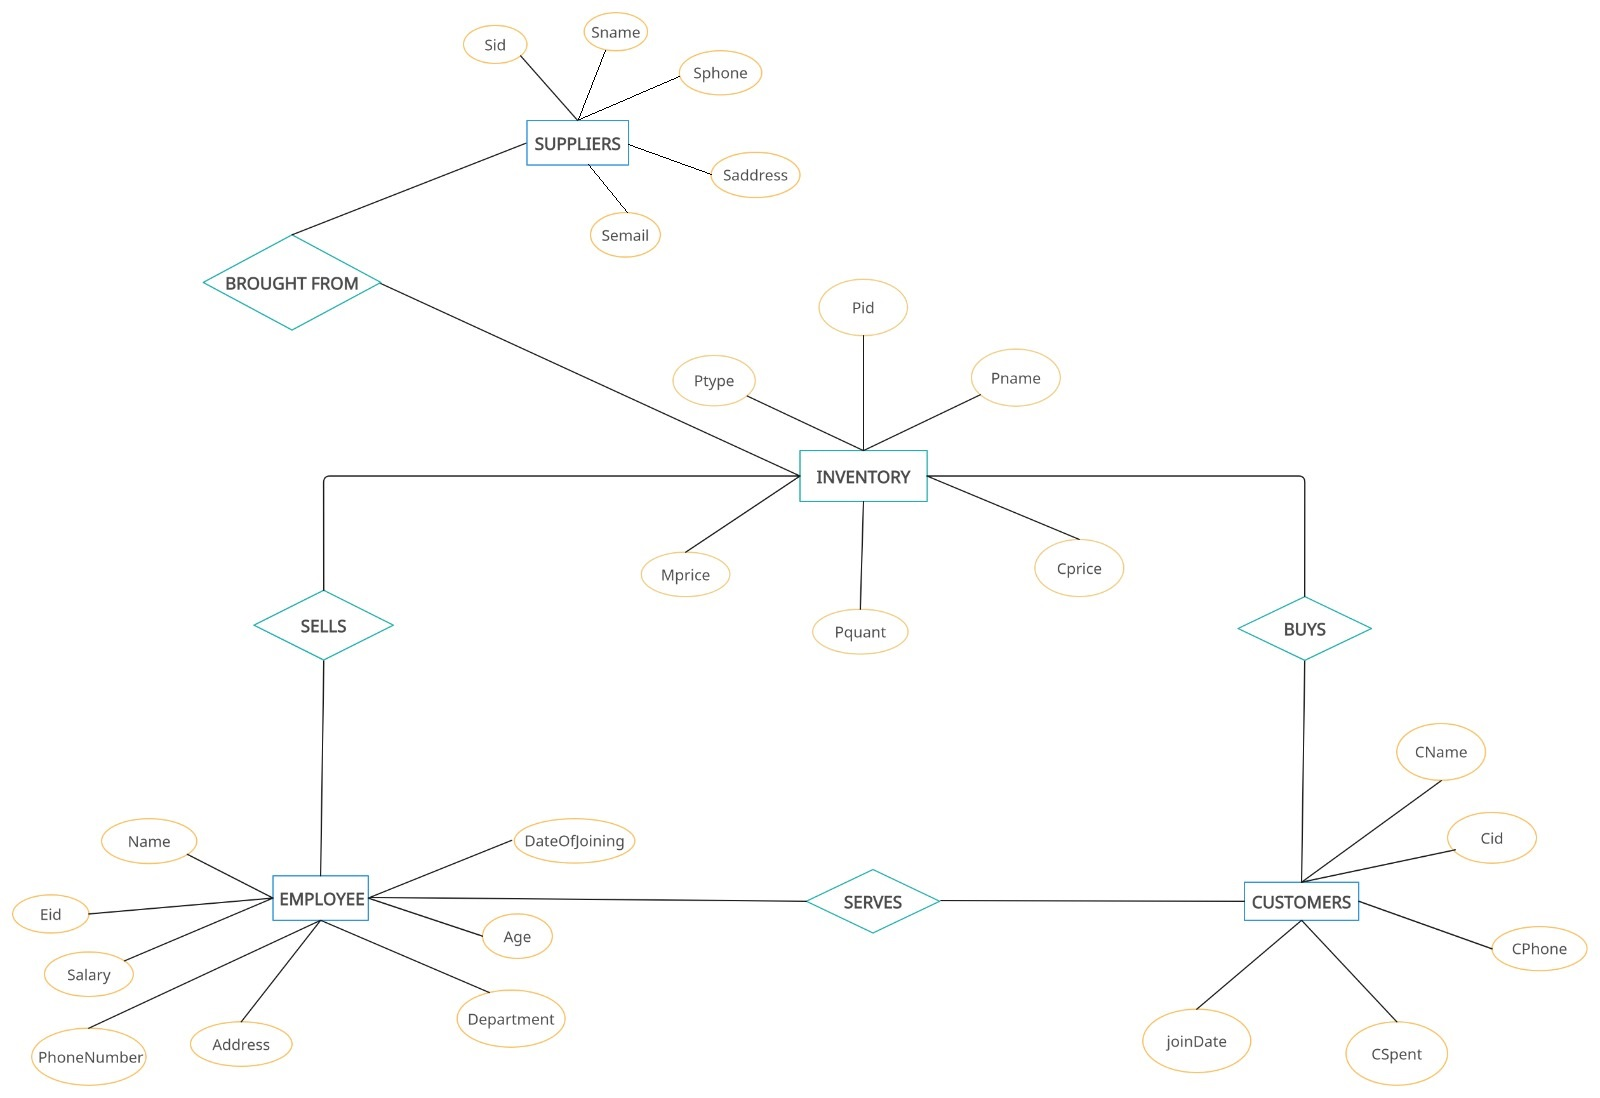 Sname
Sid
Sphone
SUPPLIERS
Saddress
Semail
BROUGHT FROM
Pid
Ptype
Pname
INVENTORY
Mprice
Cprice
Pquant
SELLS
BUYS
CName
Name
DateOfJoining
Cid
EMPLOYEE
SERVES
CUSTOMERS
Eid
Age
CPhone
Salary
Department
PhoneNumber
Address
joinDate
CSpent